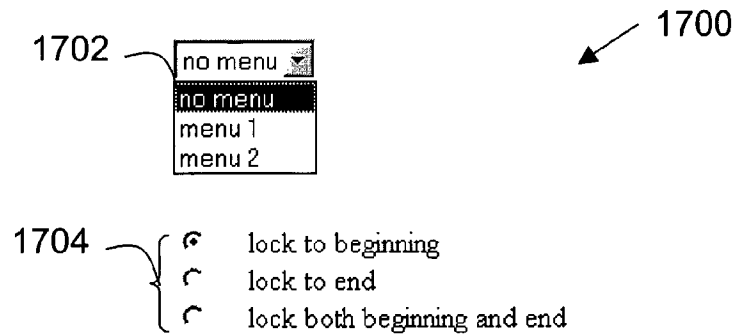 1700
1702
no menu
no menu
menu 1
menu 2
1704
lock to beginning
lock to end
lock both beginning and end